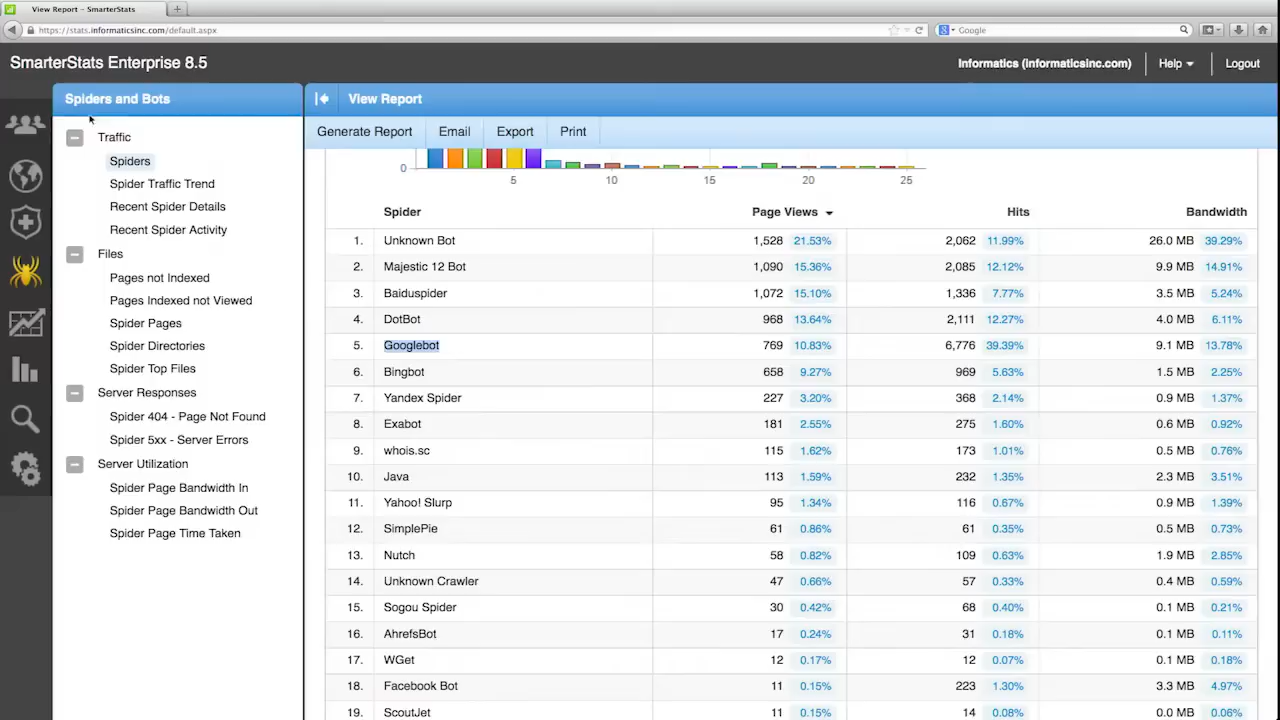 View Report – SmarterStats
https://stats.informaticsinc.com/default.aspx
Google
SmarterStats Enterprise 8.5
Informatics (informaticsinc.com)
Help
Logout
Spiders and Bots
View Report
Generate Report
Email
Export
Print
Traffic
Spiders
Spider Traffic Trend
Recent Spider Details
Recent Spider Activity
Files
Pages not Indexed
Pages Indexed not Viewed
Spider Pages
Spider Directories
Spider Top Files
Server Responses
Spider 404 - Page Not Found
Spider 5xx - Server Errors
Server Utilization
Spider Page Bandwidth In
Spider Page Bandwidth Out
Spider Page Time Taken
0
5 10 15 20 25
Spider Page Views Hits Bandwidth
1. Unknown Bot 1,528 21.53% 2,062 11.99% 26.0 MB 39.29%
2. Majestic 12 Bot 1,090 15.36% 2,085 12.12% 9.9 MB 14.91%
3. Baiduspider 1,072 15.10% 1,336 7.77% 3.5 MB 5.24%
4. DotBot 968 13.64% 2,111 12.27% 4.0 MB 6.11%
5. Googlebot 769 10.83% 6,776 39.39% 9.1 MB 13.78%
6. Bingbot 658 9.27% 969 5.63% 1.5 MB 2.25%
7. Yandex Spider 227 3.20% 368 2.14% 0.9 MB 1.37%
8. Exabot 181 2.55% 275 1.60% 0.6 MB 0.92%
9. whois.sc 115 1.62% 173 1.01% 0.5 MB 0.76%
10. Java 113 1.59% 232 1.35% 2.3 MB 3.51%
11. Yahoo! Slurp 95 1.34% 116 0.67% 0.9 MB 1.39%
12. SimplePie 61 0.86% 61 0.35% 0.5 MB 0.73%
13. Nutch 58 0.82% 109 0.63% 1.9 MB 2.85%
14. Unknown Crawler 47 0.66% 57 0.33% 0.4 MB 0.59%
15. Sogou Spider 30 0.42% 68 0.40% 0.1 MB 0.21%
16. AhrefsBot 17 0.24% 31 0.18% 0.1 MB 0.11%
17. WGet 12 0.17% 12 0.07% 0.1 MB 0.18%
18. Facebook Bot 11 0.15% 223 1.30% 3.3 MB 4.97%
19. ScoutJet 11 0.15% 14 0.08% 0.0 MB 0.06%